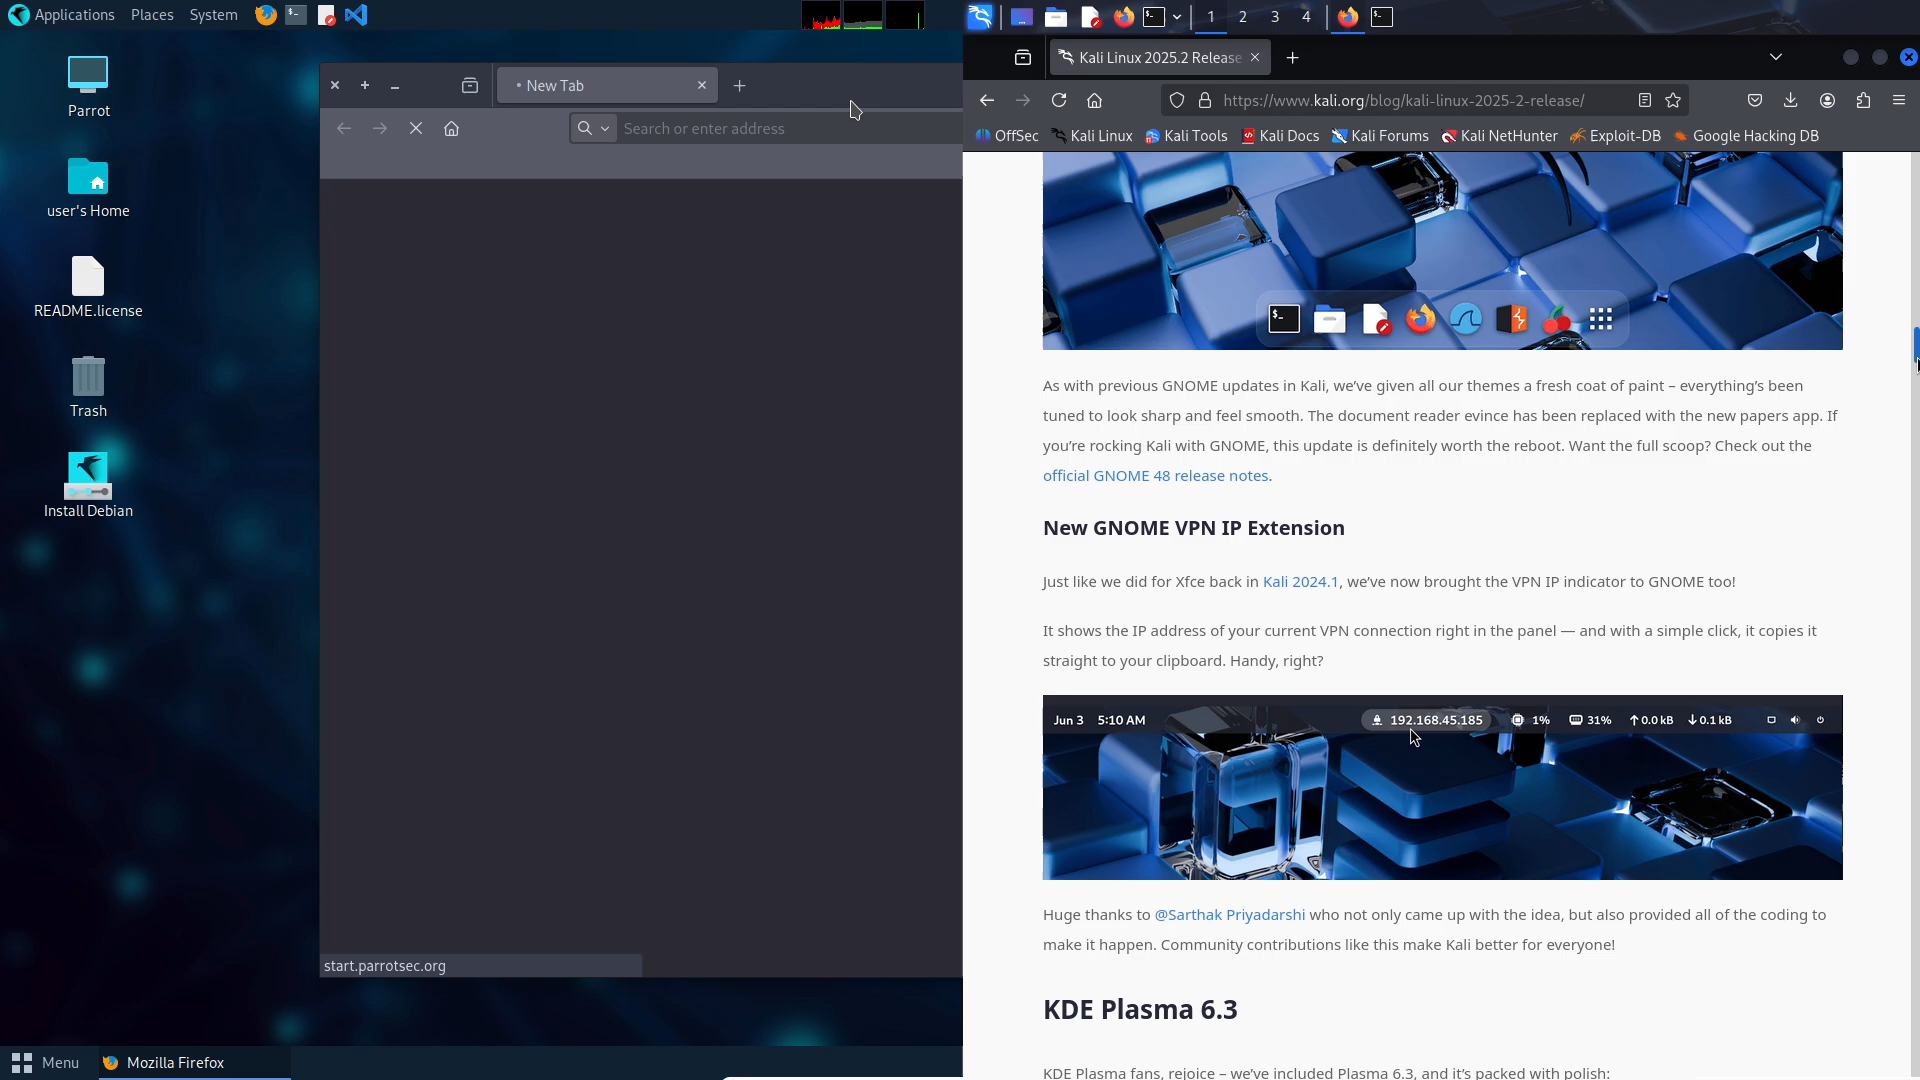 Applications Places System
Parrot
user's Home
README.license
Trash
Install Debian
New Tab
Search or enter address
start.parrotsec.org
Menu Mozilla Firefox
1 2 3 4
Kali Linux 2025.2 Release
https://www.kali.org/blog/kali-linux-2025-2-release/
OffSec Kali Linux Kali Tools Kali Docs Kali Forums Kali NetHunter Exploit-DB Google Hacking DB
As with previous GNOME updates in Kali, we’ve given all our themes a fresh coat of paint – everything’s been
tuned to look sharp and feel smooth. The document reader evince has been replaced with the new papers app. If
you’re rocking Kali with GNOME, this update is definitely worth the reboot. Want the full scoop? Check out the
official GNOME 48 release notes.
New GNOME VPN IP Extension
Just like we did for Xfce back in Kali 2024.1, we’ve now brought the VPN IP indicator to GNOME too!
It shows the IP address of your current VPN connection right in the panel — and with a simple click, it copies it
straight to your clipboard. Handy, right?
Jun 3 5:10 AM 192.168.45.185 1% 31% 0.0 kB 0.1 kB
Huge thanks to @Sarthak Priyadarshi who not only came up with the idea, but also provided all of the coding to
make it happen. Community contributions like this make Kali better for everyone!
KDE Plasma 6.3
KDE Plasma fans, rejoice – we’ve included Plasma 6.3, and it’s packed with polish: